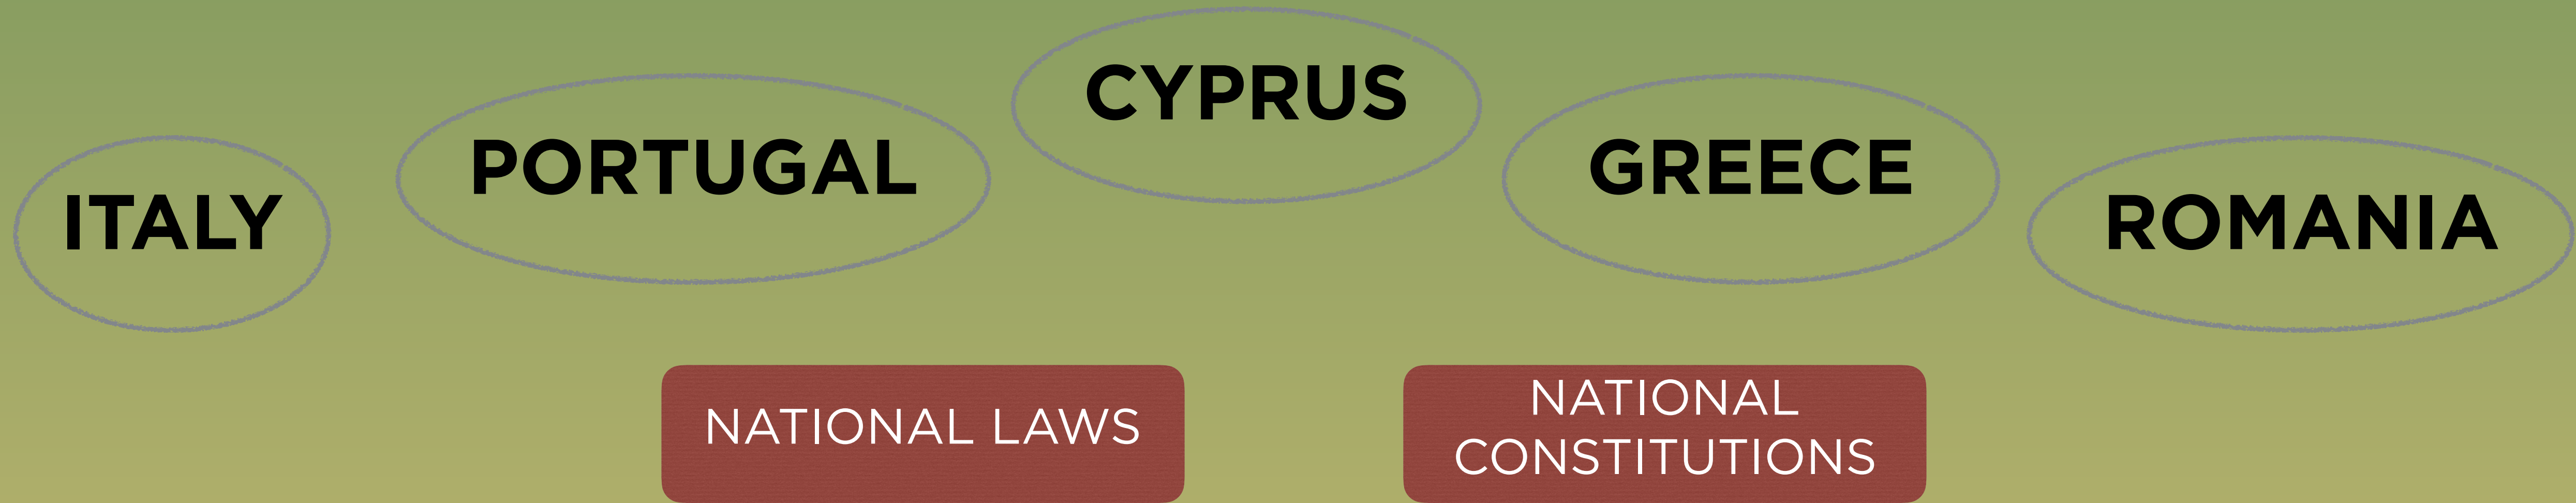 ITALY
PORTUGAL
CYPRUS
GREECE
ROMANIA
NATIONAL LAWS
NATIONAL
CONSTITUTIONS